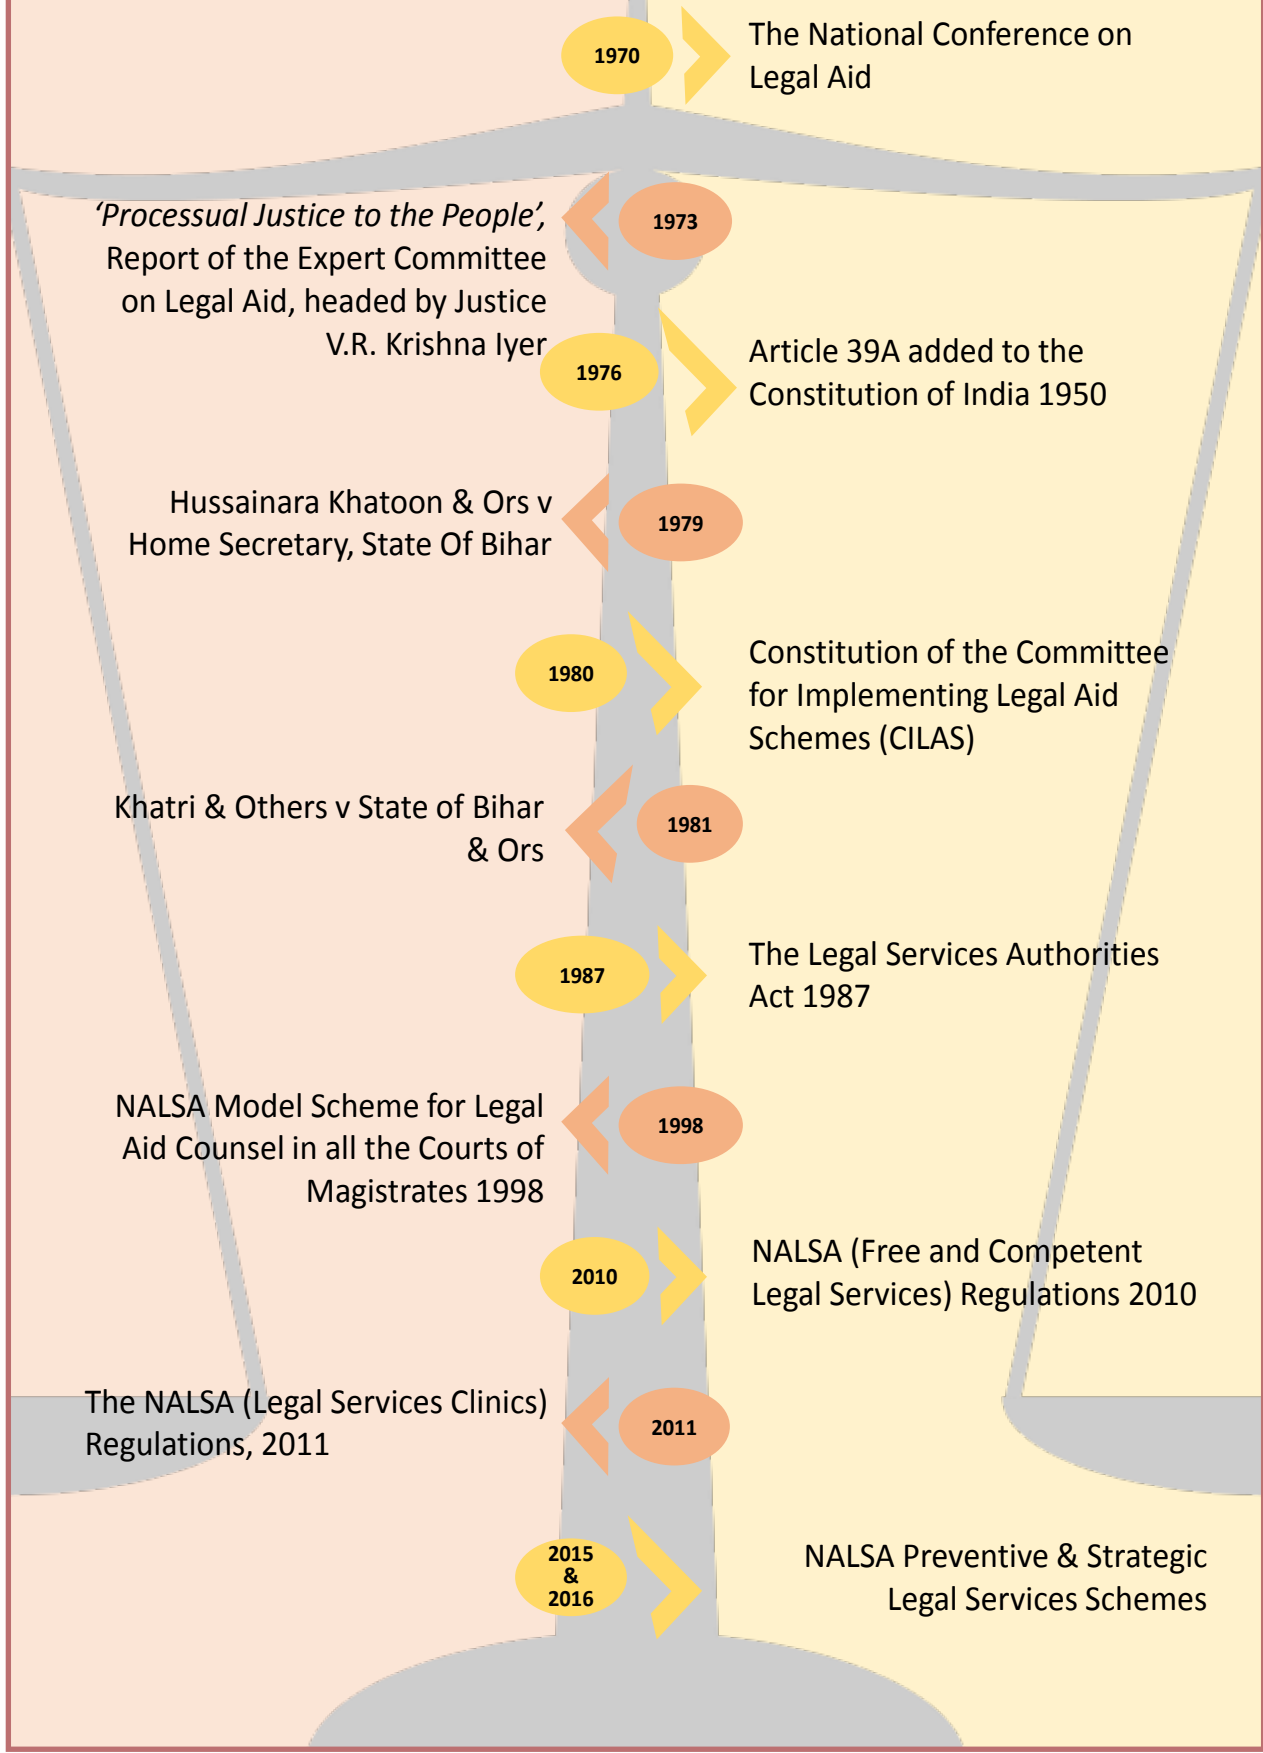 1970
The National Conference on
Legal Aid
‘Processual Justice to the People’,
Report of the Expert Committee
on Legal Aid, headed by Justice
V.R. Krishna Iyer
1973
1976
Article 39A added to the
Constitution of India 1950
Hussainara Khatoon & Ors v
Home Secretary, State Of Bihar
1979
1980
Constitution of the Committee
for Implementing Legal Aid
Schemes (CILAS)
Khatri & Others v State of Bihar
& Ors
1981
1987
The Legal Services Authorities
Act 1987
NALSA Model Scheme for Legal
Aid Counsel in all the Courts of
Magistrates 1998
1998
2010
NALSA (Free and Competent
Legal Services) Regulations 2010
The NALSA (Legal Services Clinics)
Regulations, 2011
2011
2015
&
2016
NALSA Preventive & Strategic
Legal Services Schemes